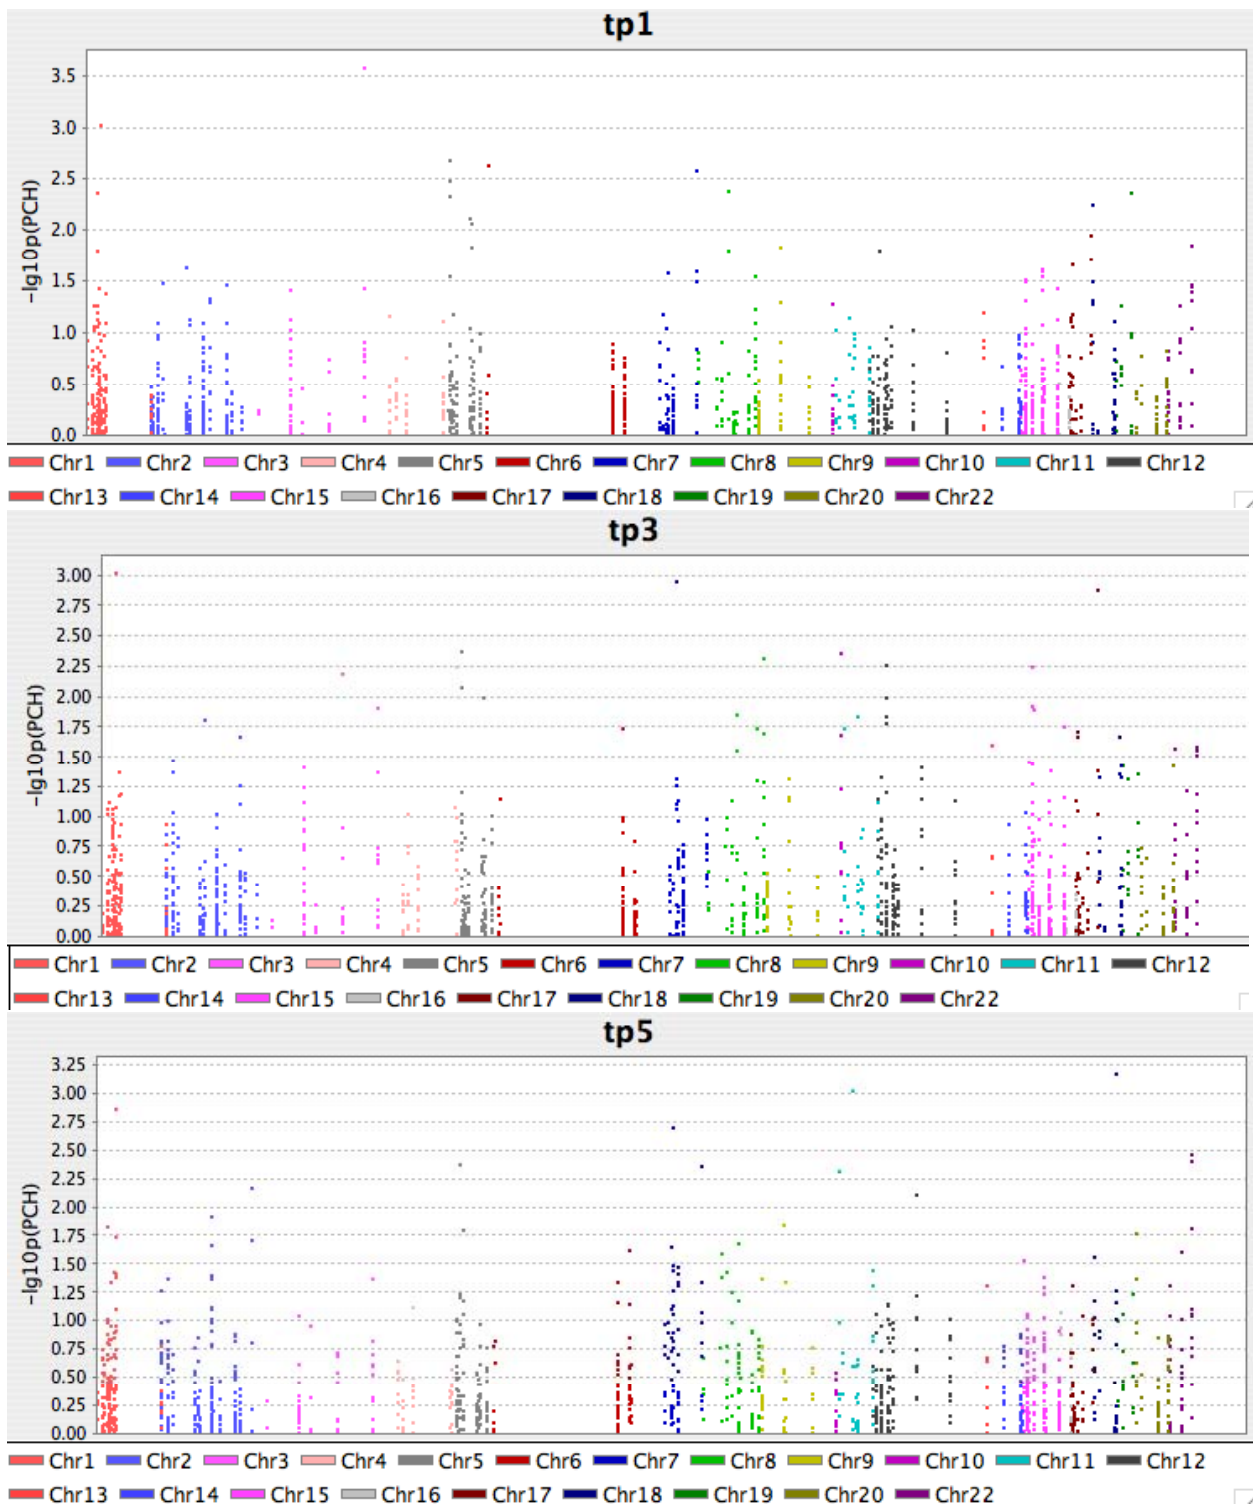 tp1
3.5
3.0
2.5
2.0
1.5
1.0
0.5
0.0
−lg10p(PCH)
Chr1 Chr2 Chr3 Chr4 Chr5 Chr6 Chr7 Chr8 Chr9 Chr10 Chr11 Chr12
Chr13 Chr14 Chr15 Chr16 Chr17 Chr18 Chr19 Chr20 Chr22
tp3
3.00
2.75
2.50
2.25
2.00
1.75
1.50
1.25
1.00
0.75
0.50
0.25
0.00
−lg10p(PCH)
Chr1 Chr2 Chr3 Chr4 Chr5 Chr6 Chr7 Chr8 Chr9 Chr10 Chr11 Chr12
Chr13 Chr14 Chr15 Chr16 Chr17 Chr18 Chr19 Chr20 Chr22
tp5
3.25
3.00
2.75
2.50
2.25
2.00
1.75
1.50
1.25
1.00
0.75
0.50
0.25
0.00
−lg10p(PCH)
Chr1 Chr2 Chr3 Chr4 Chr5 Chr6 Chr7 Chr8 Chr9 Chr10 Chr11 Chr12
Chr13 Chr14 Chr15 Chr16 Chr17 Chr18 Chr19 Chr20 Chr22